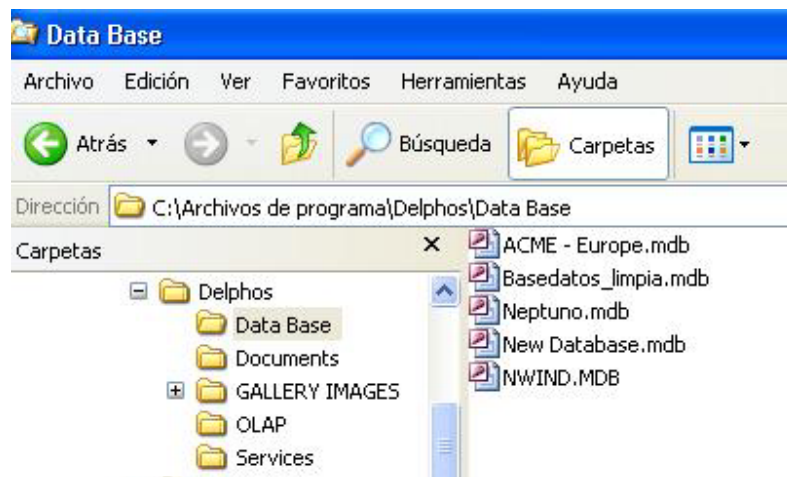 Data Base
Archivo Edición Ver Favoritos Herramientas Ayuda
Atrás Búsqueda Carpetas
Dirección C:\Archivos de programa\Delphos\Data Base
Carpetas
Delphos
Data Base
Documents
GALLERY IMAGES
OLAP
Services
ACME - Europe.mdb
Basedatos_limpia.mdb
Neptuno.mdb
New Database.mdb
NWIND.MDB